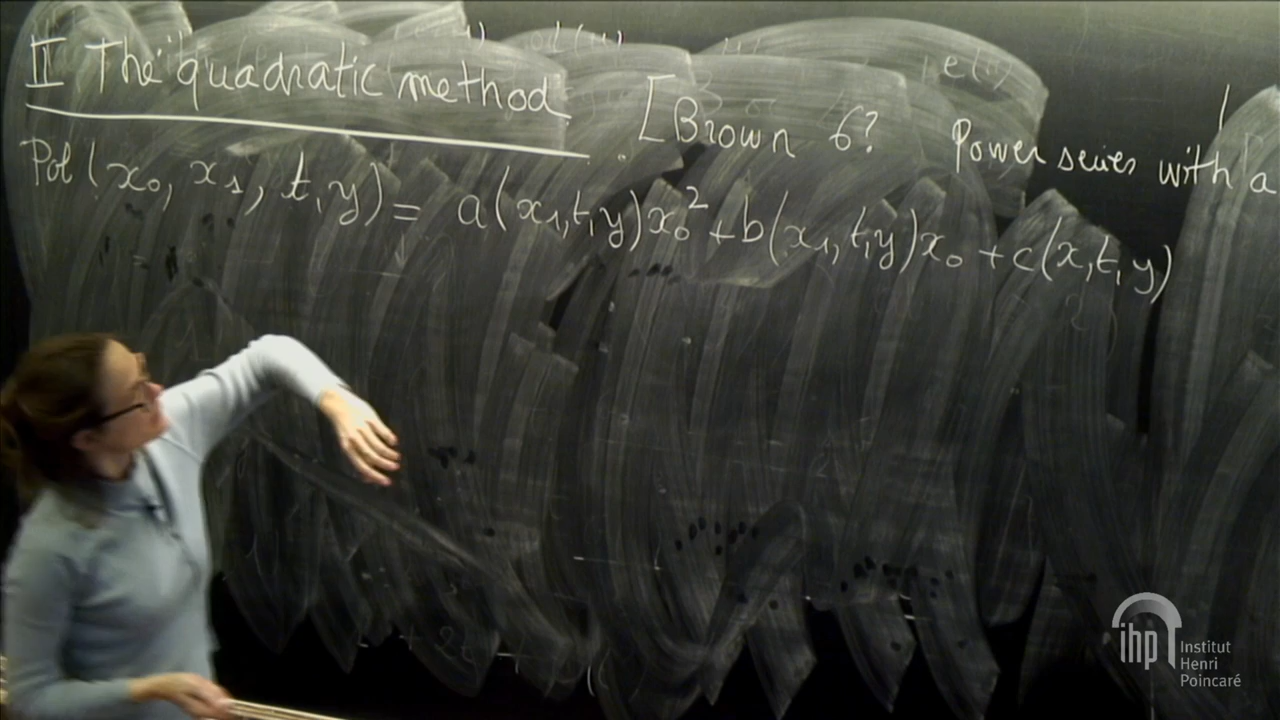 II The quadratic method [Brown 6? Power series with a
Pol(x₀, x₁, t, y) = a(x₁, t, y)x₀² + b(x₁, t, y)x₀ + c(x, t, y)
ihp Institut
Henri
Poincaré